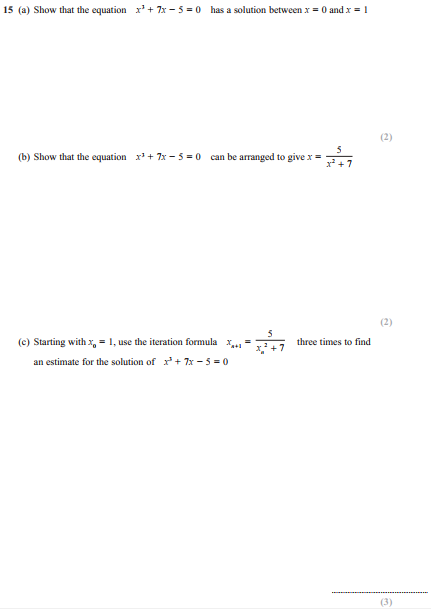 15 (a) Show that the equation x³ + 7x − 5 = 0 has a solution between x = 0 and x = 1
(2)
(b) Show that the equation x³ + 7x − 5 = 0 can be arranged to give x = 5/(x² + 7)
(2)
(c) Starting with x₀ = 1, use the iteration formula xₙ₊₁ = 5/(xₙ² + 7) three times to find
an estimate for the solution of x³ + 7x − 5 = 0
(3)